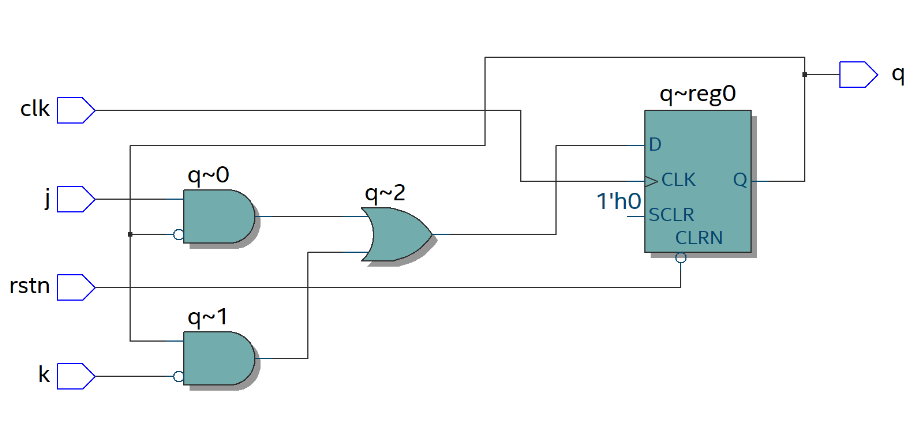 q
q~reg0
clk
D
q~0
q~2
CLK
Q
j
1'h0
SCLR
CLRN
rstn
q~1
k